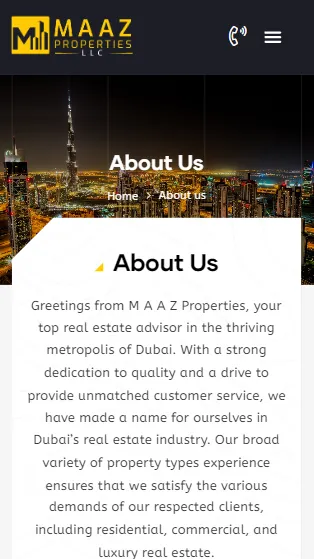 MAAZ
PROPERTIES
LLC
About Us
Home > About us
About Us
Greetings from M A A Z Properties, your
top real estate advisor in the thriving
metropolis of Dubai. With a strong
dedication to quality and a drive to
provide unmatched customer service, we
have made a name for ourselves in
Dubai's real estate industry. Our broad
variety of property types experience
ensures that we satisfy the various
demands of our respected clients,
including residential, commercial, and
luxury real estate.